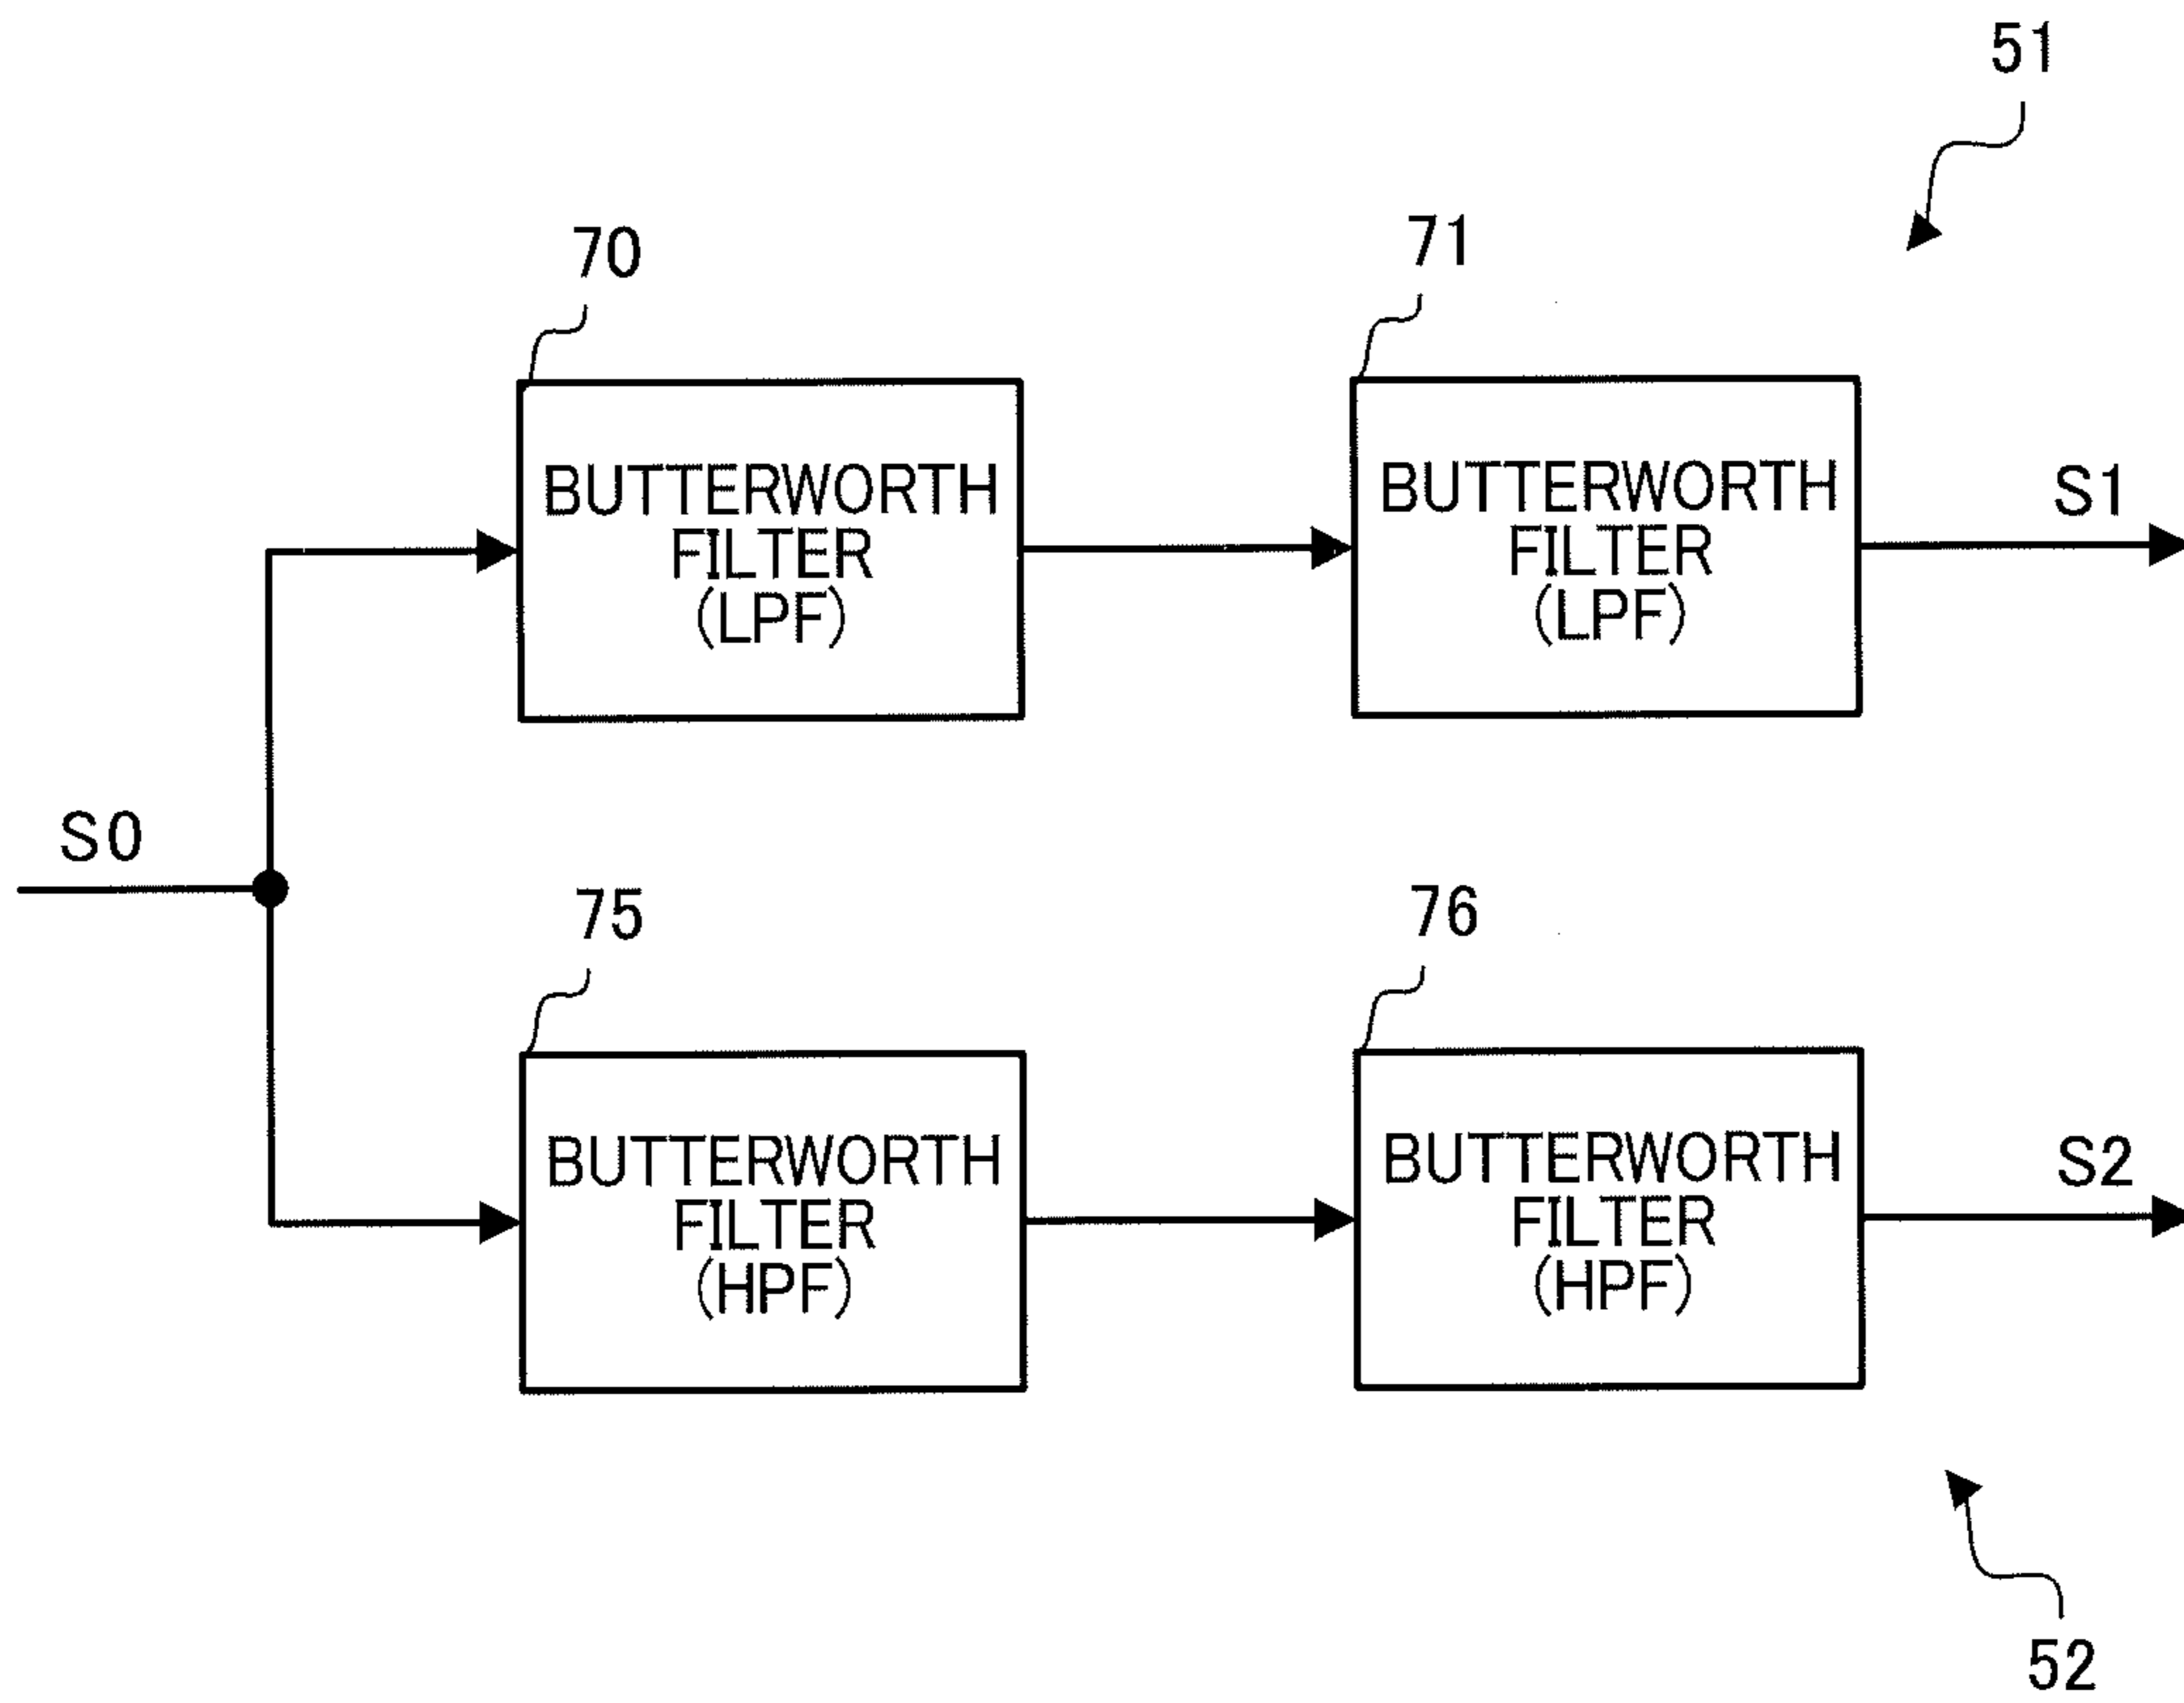 51
70
71
BUTTERWORTH
FILTER
(LPF)
BUTTERWORTH
FILTER
(LPF)
S1
S0
75
76
BUTTERWORTH
FILTER
(HPF)
BUTTERWORTH
FILTER
(HPF)
S2
52